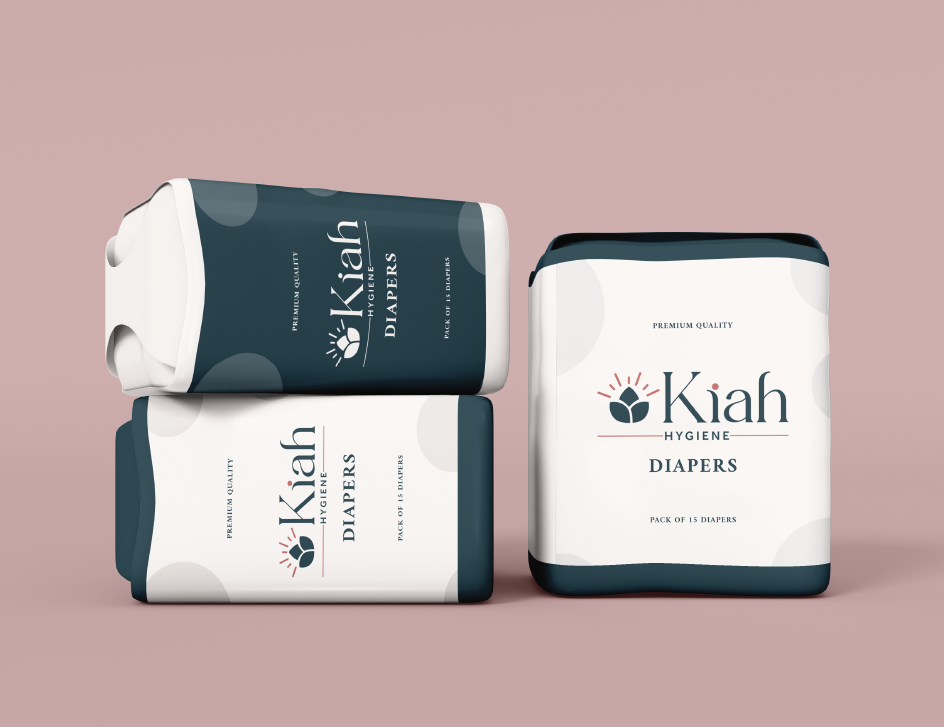 PREMIUM QUALITY
Kiah
HYGIENE
DIAPERS
PACK OF 15 DIAPERS
PREMIUM QUALITY
Kiah
HYGIENE
DIAPERS
PACK OF 15 DIAPERS
PREMIUM QUALITY
Kiah
HYGIENE
DIAPERS
PACK OF 15 DIAPERS